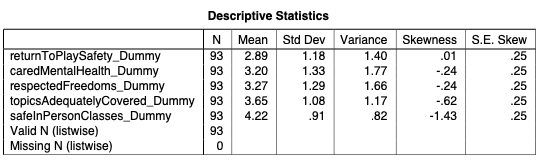 Descriptive Statistics
N Mean Std Dev Variance Skewness S.E. Skew
returnToPlaySafety_Dummy 93 2.89 1.18 1.40 .01 .25
caredMentalHealth_Dummy 93 3.20 1.33 1.77 -.24 .25
respectedFreedoms_Dummy 93 3.27 1.29 1.66 -.24 .25
topicsAdequatelyCovered_Dummy 93 3.65 1.08 1.17 -.62 .25
safeInPersonClasses_Dummy 93 4.22 .91 .82 -1.43 .25
Valid N (listwise) 93
Missing N (listwise) 0